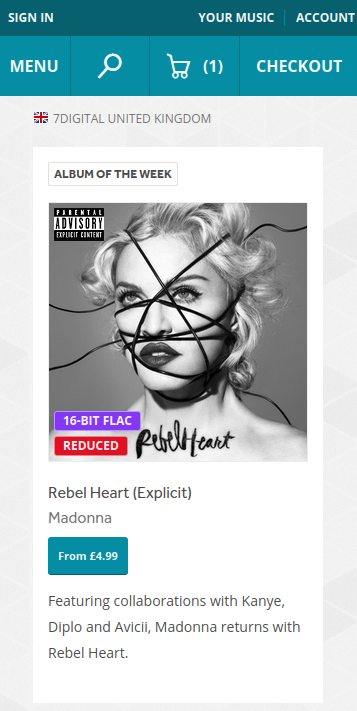 SIGN IN
YOUR MUSIC
ACCOUNT
MENU
(1)
CHECKOUT
7DIGITAL UNITED KINGDOM
ALBUM OF THE WEEK
PARENTAL
ADVISORY
EXPLICIT CONTENT
16-BIT FLAC
REDUCED
Rebel Heart
Rebel Heart (Explicit)
Madonna
From £4.99
Featuring collaborations with Kanye,
Diplo and Avicii, Madonna returns with
Rebel Heart.